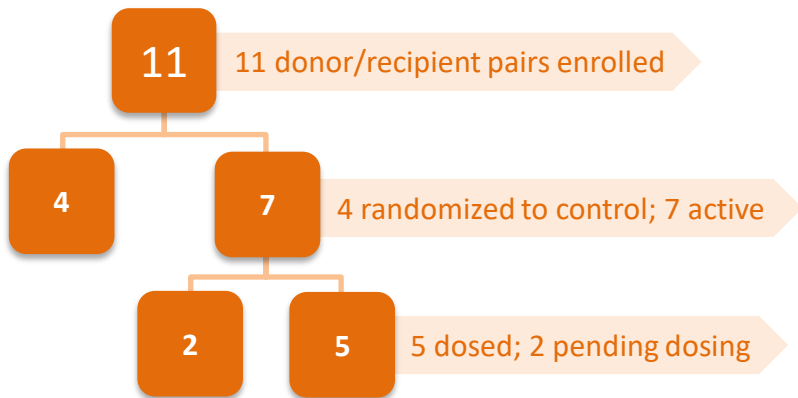 11
11 donor/recipient pairs enrolled
4
7
4 randomized to control; 7 active
2
5
5 dosed; 2 pending dosing